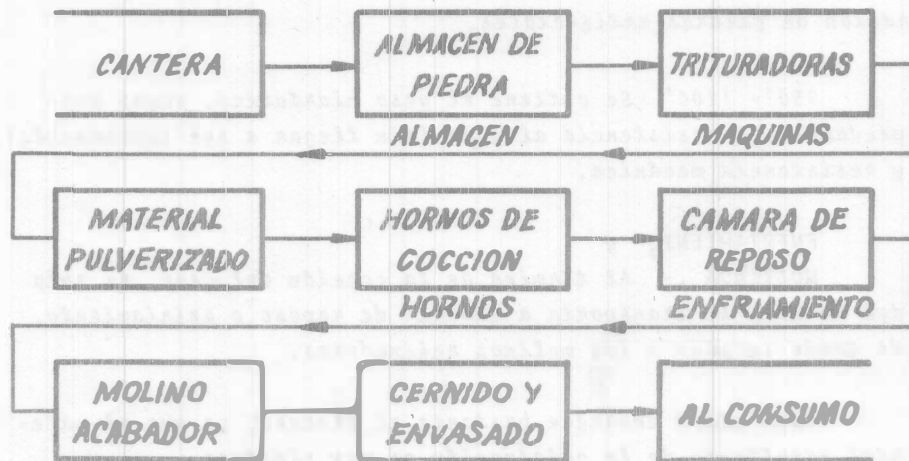 CANTERA
ALMACEN DE
PIEDRA
TRITURADORAS
ALMACEN
MAQUINAS
MATERIAL
PULVERIZADO
HORNOS DE
COCCION
CAMARA DE
REPOSO
HORNOS
ENFRIAMIENTO
MOLINO
ACABADOR
CERNIDO Y
ENVASADO
AL CONSUMO